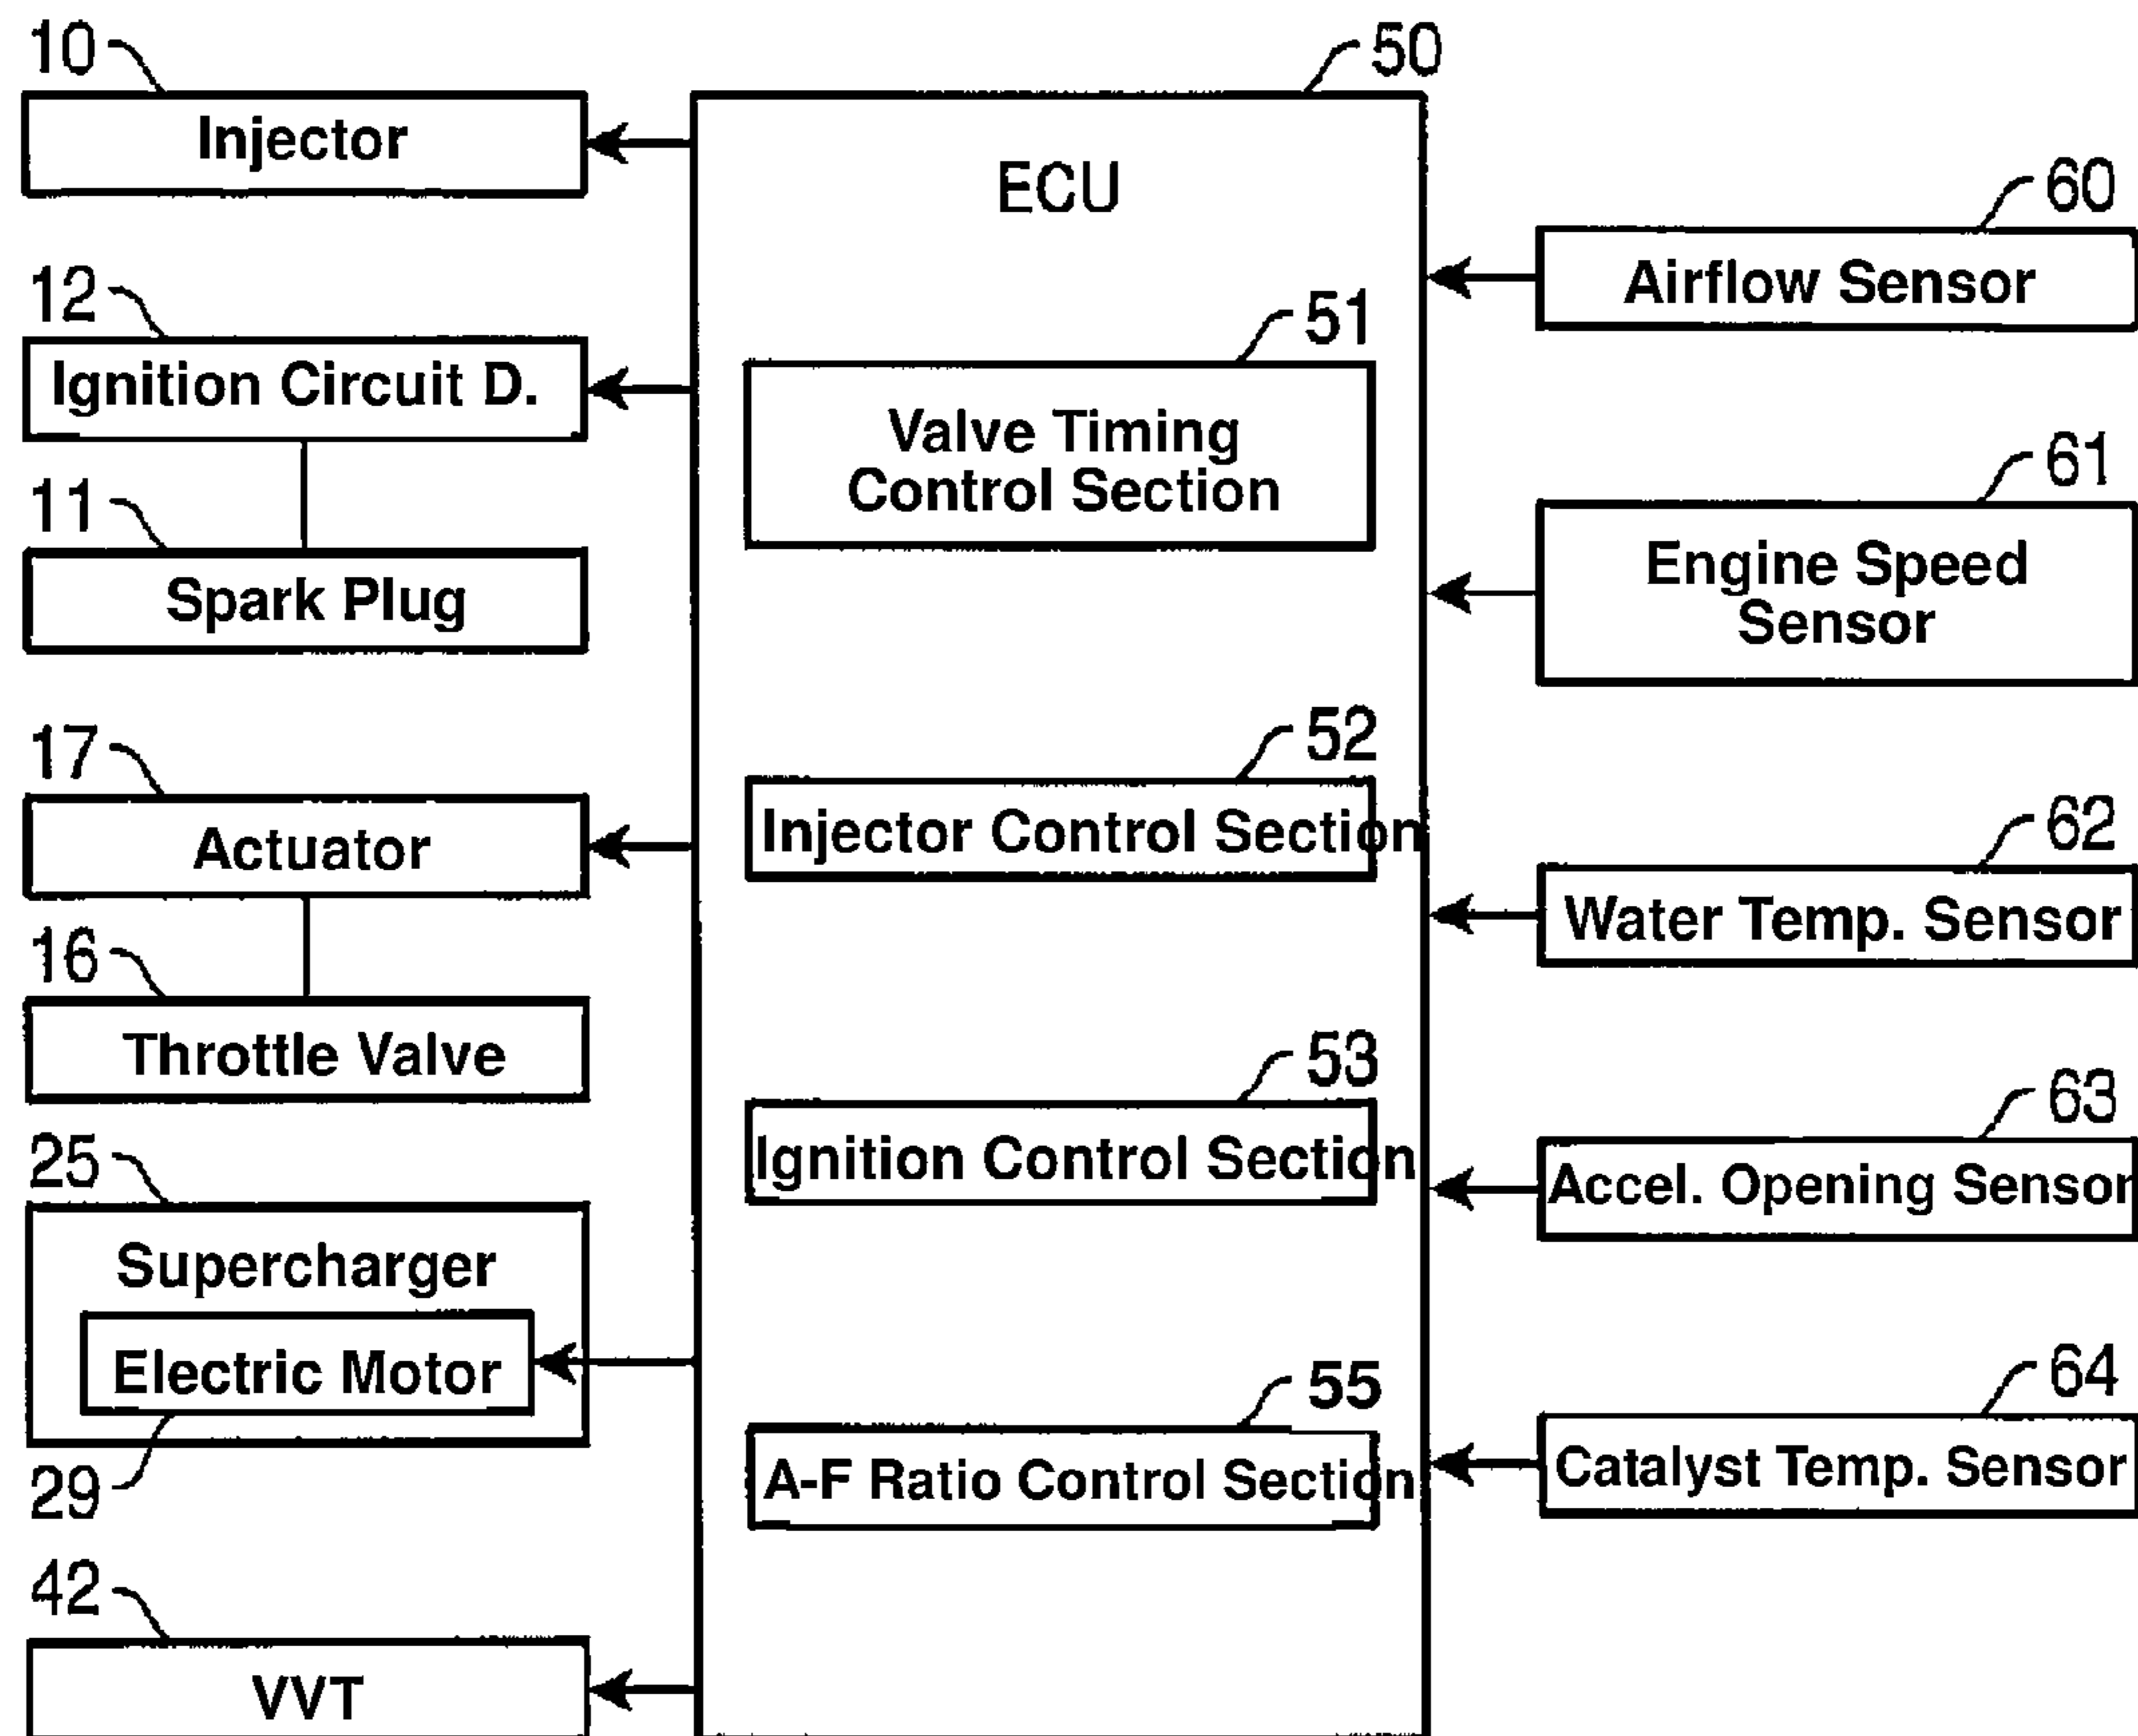 10
Injector
12
Ignition Circuit D.
11
Spark Plug
17
Actuator
16
Throttle Valve
25
Supercharger
Electric Motor
29
42
VVT
50
ECU
51
Valve Timing
Control Section
52
Injector Control Section
53
Ignition Control Section
55
A-F Ratio Control Section
60
Airflow Sensor
61
Engine Speed
Sensor
62
Water Temp. Sensor
63
Accel. Opening Sensor
64
Catalyst Temp. Sensor